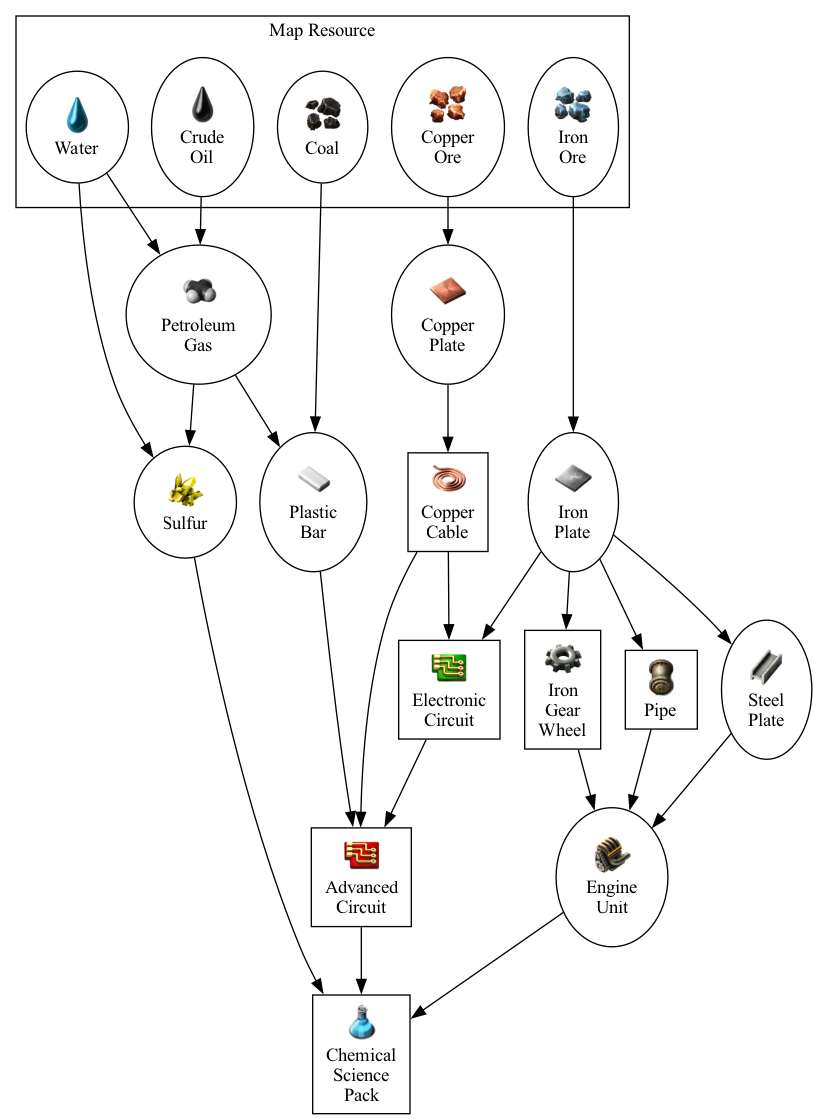 Map Resource
Water
Crude
Oil
Coal
Copper
Ore
Iron
Ore
Petroleum
Gas
Copper
Plate
Sulfur
Plastic
Bar
Copper
Cable
Iron
Plate
Electronic
Circuit
Iron
Gear
Wheel
Pipe
Steel
Plate
Advanced
Circuit
Engine
Unit
Chemical
Science
Pack